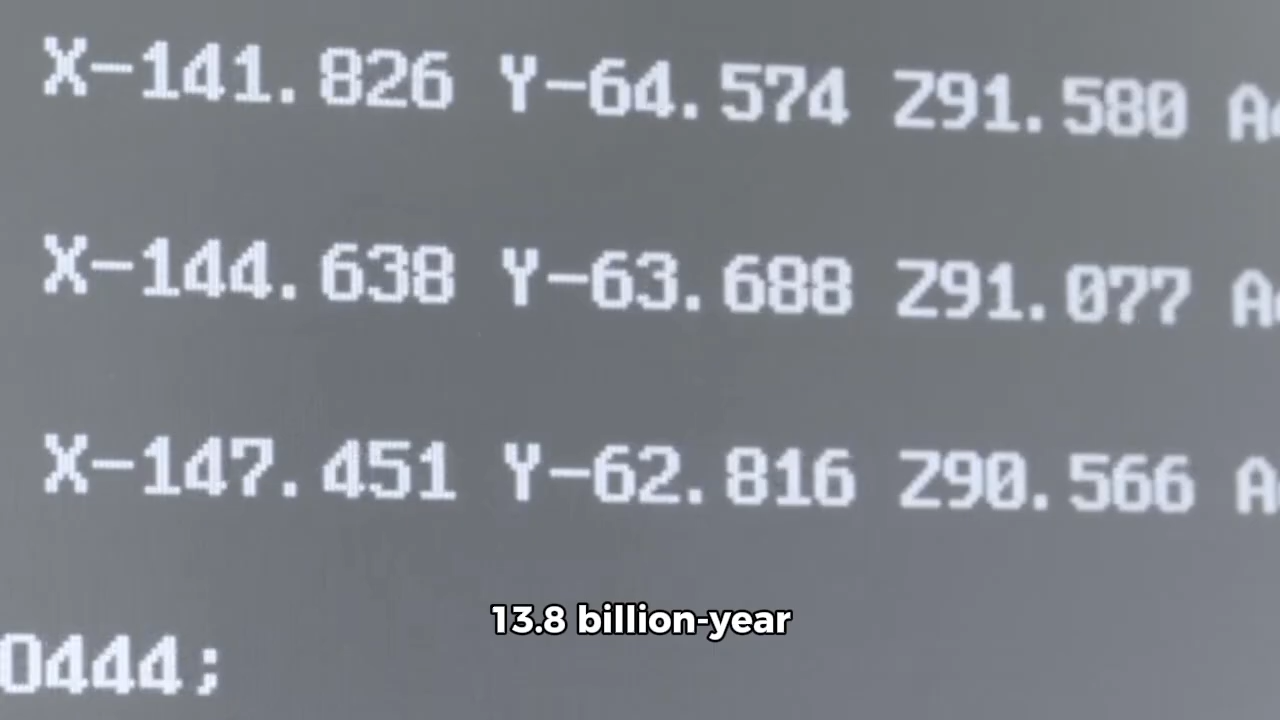 X-141.826 Y-64.574 Z91.580
X-144.638 Y-63.688 Z91.077
X-147.451 Y-62.816 Z90.566
13.8 billion-year
0444;